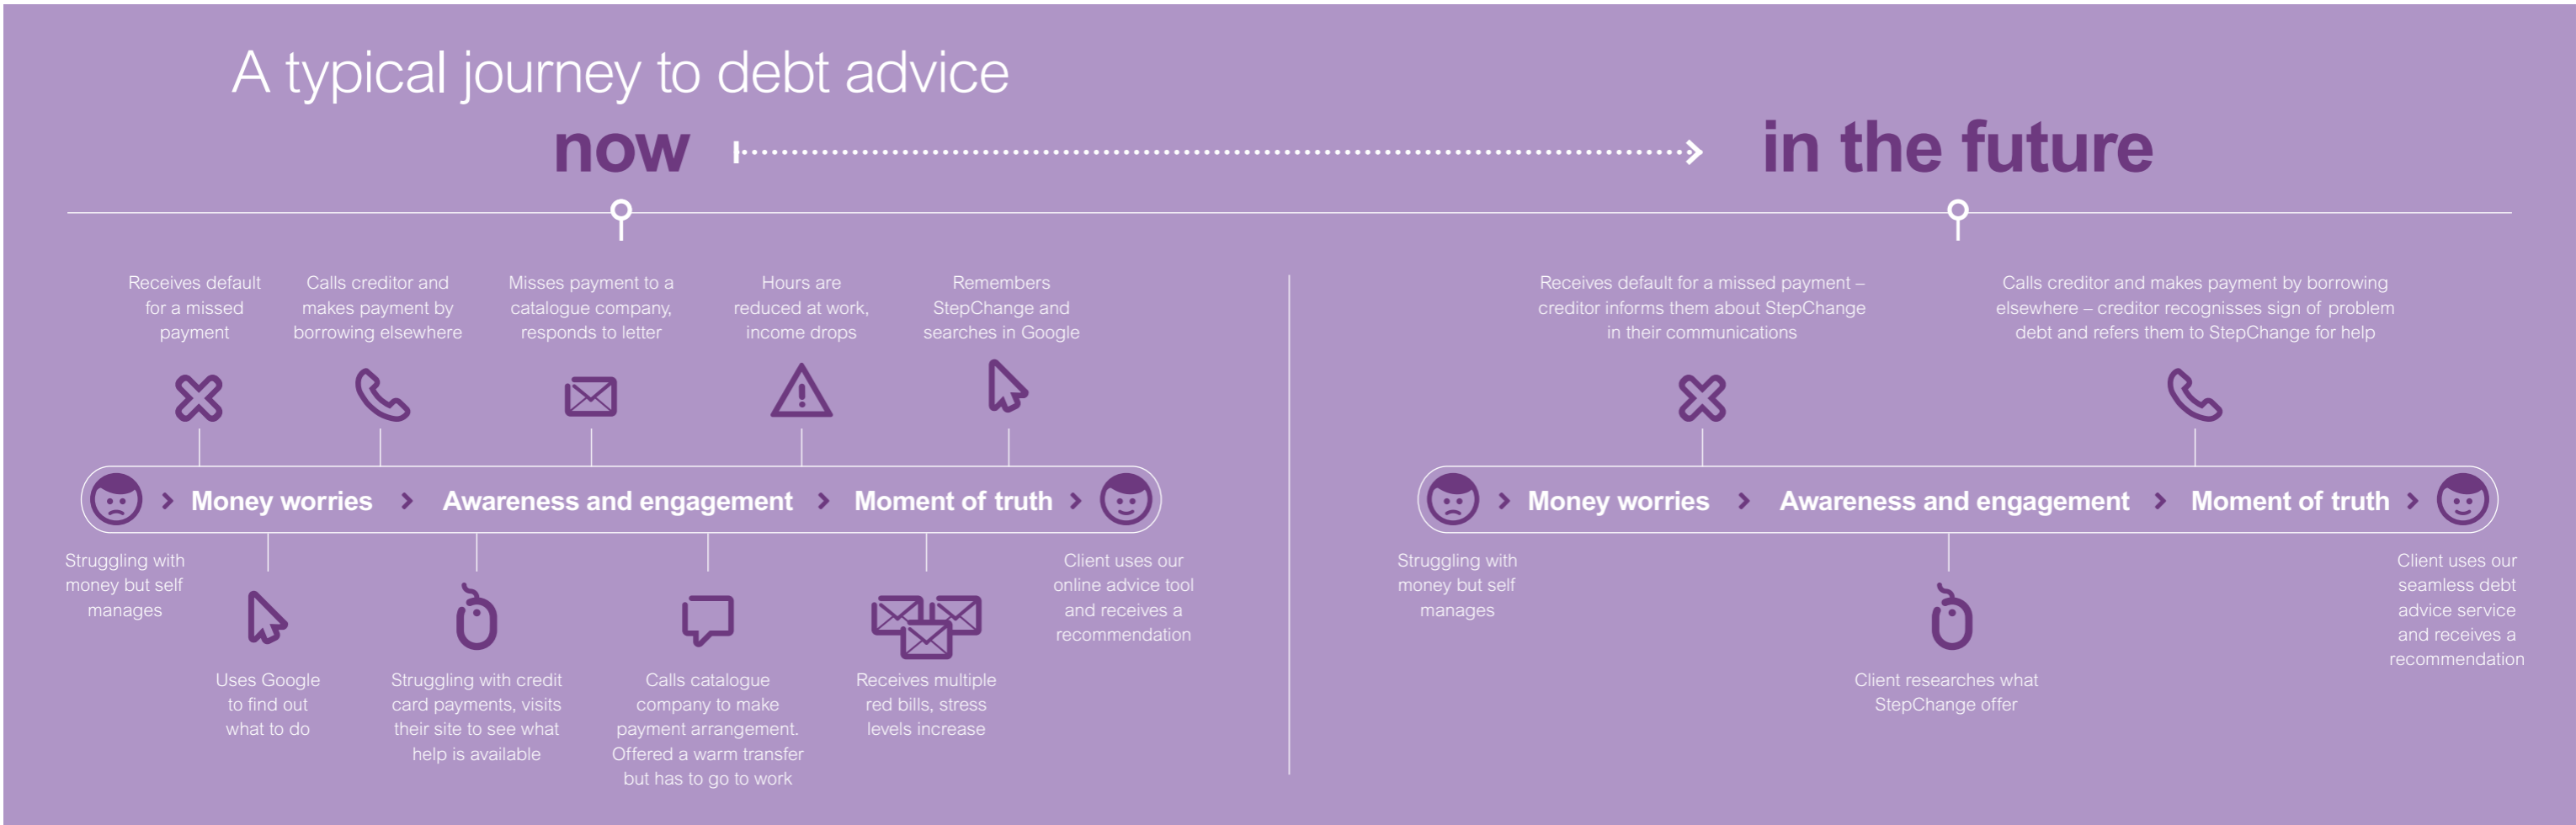 A typical journey to debt advice
now
in the future
Receives default
for a missed
payment
Calls creditor and
makes payment by
borrowing elsewhere
Misses payment to a
catalogue company,
responds to letter
Hours are
reduced at work,
income drops
Remembers
StepChange and
searches in Google
Money worries
Awareness and engagement
Moment of truth
Struggling with
money but self
manages
Uses Google
to find out
what to do
Struggling with credit
card payments, visits
their site to see what
help is available
Calls catalogue
company to make
payment arrangement.
Offered a warm transfer
but has to go to work
Receives multiple
red bills, stress
levels increase
Client uses our
online advice tool
and receives a
recommendation
Receives default for a missed payment –
creditor informs them about StepChange
in their communications
Calls creditor and makes payment by borrowing
elsewhere – creditor recognisses sign of problem
debt and refers them to StepChange for help
Money worries
Awareness and engagement
Moment of truth
Struggling with
money but self
manages
Client researches what
StepChange offer
Client uses our
seamless debt
advice service
and receives a
recommendation